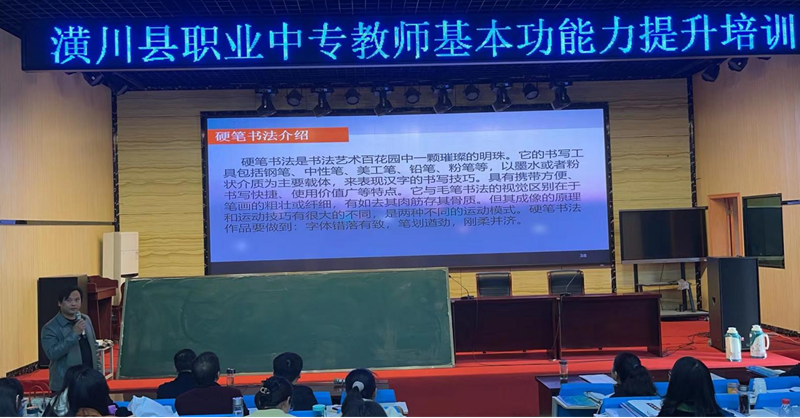 潢川县职业中专教师基本功能力提升培训
硬笔书法介绍
硬笔书法是书法艺术百花园中一颗璀璨的明珠。它的书写工
具包括钢笔、中性笔、美工笔、铅笔、粉笔等，以墨水或者粉
状介质为主要载体，来表现汉字的书写技巧。具有携带方便、
书写快捷、使用价值广等特点。它与毛笔书法的视觉区别在于
笔画的粗壮或纤细，有如去其肉筋存其骨质。但其成像的原理
和运动技巧有很大的不同，是两种不同的运动模式。硬笔书法
作品要做到：字体错落有致，笔划遒劲，刚柔并济。
38